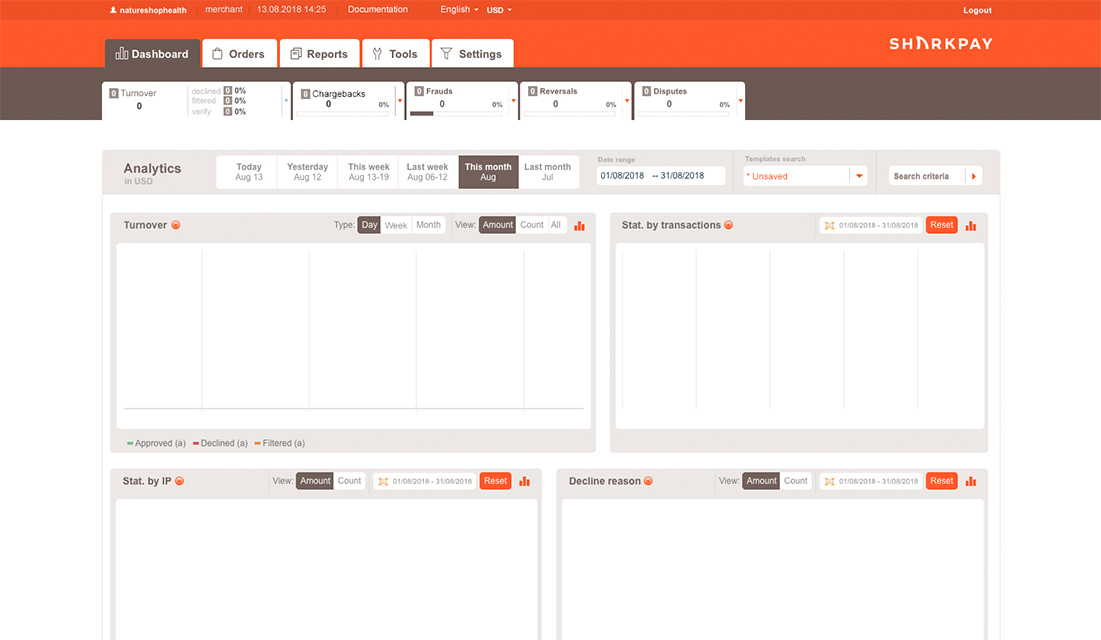 natureshophealth merchant 13.08.2018 14:25 Documentation English USD Logout
Dashboard Orders Reports Tools Settings SHARKPAY
0 Turnover
0
declined 0 0%
filtered 0 0%
verify 0 0%
0 Chargebacks
0 0%
0 Frauds
0 0%
0 Reversals
0 0%
0 Disputes
0 0%
Analytics
in USD
Today
Aug 13
Yesterday
Aug 12
This week
Aug 13-19
Last week
Aug 06-12
This month
Aug
Last month
Jul
Date range
01/08/2018 -- 31/08/2018
Templates search
* Unsaved
Search criteria
Turnover Type: Day Week Month View: Amount Count All
Approved (a) Declined (a) Filtered (a)
Stat. by transactions 01/08/2018 - 31/08/2018 Reset
Stat. by IP View: Amount Count 01/08/2018 - 31/08/2018 Reset
Decline reason View: Amount Count 01/08/2018 - 31/08/2018 Reset